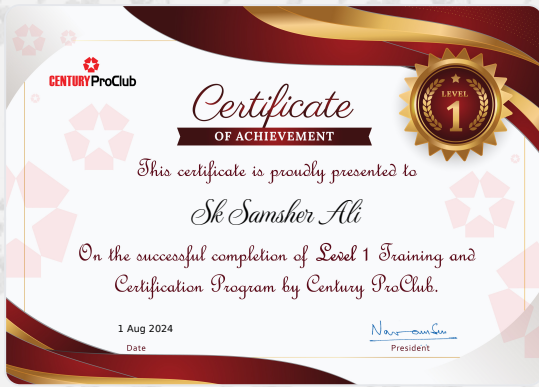 CENTURY ProClub
Certificate
OF ACHIEVEMENT
LEVEL
1
This certificate is proudly presented to
Sk Samsher Ali
On the successful completion of Level 1 Training and
Certification Program by Century ProClub.
1 Aug 2024
Date
President